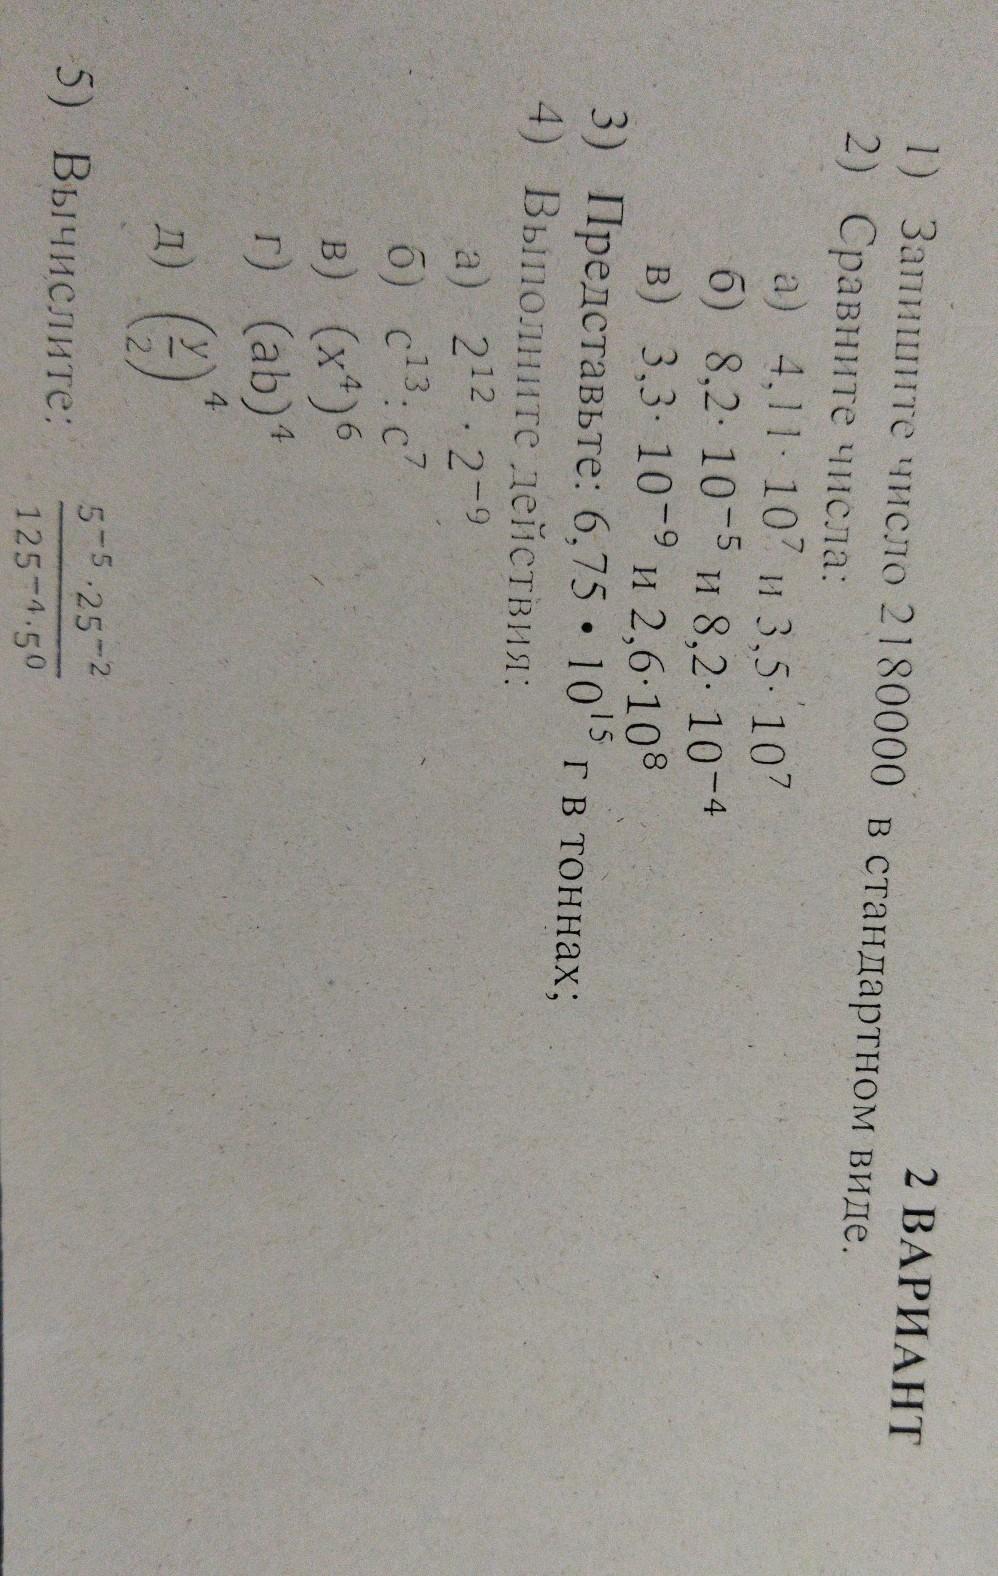 2 ВАРИАНТ
1) Запишите число 2180000 в стандартном виде.
2) Сравните числа:
а) 4,11· 10⁷ и 3,5· 10⁷
б) 8,2· 10⁻⁵ и 8,2· 10⁻⁴
в) 3,3· 10⁻⁹ и 2,6·10⁸
3) Представьте: 6,75 • 10¹⁵ г в тоннах;
4) Выполните действия:
а) 2¹² · 2⁻⁹
б) c¹³ : c⁷
в) (x⁴)⁶
г) (ab)⁴
д) (y/2)⁴
5) Вычислите: (5⁻⁵·25⁻²)/(125⁻⁴·5⁰)